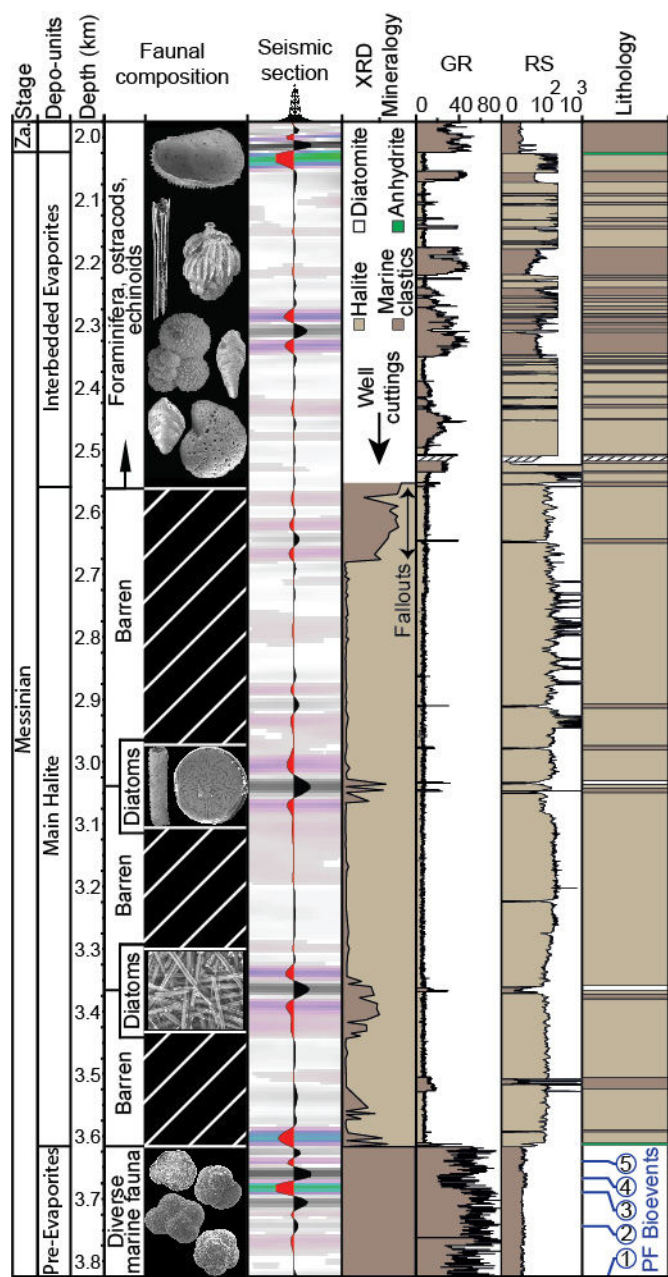 Stage
Depo-units
Depth (km)
Faunal
composition
Seismic
section
XRD
Mineralogy
GR
0 40 80
RS
0 10² 10³
Lithology
Za.
Messinian
Interbedded Evaporites
Main Halite
Pre-Evaporites
2.0
2.1
2.2
2.3
2.4
2.5
2.6
2.7
2.8
2.9
3.0
3.1
3.2
3.3
3.4
3.5
3.6
3.7
3.8
Foraminifera, ostracods,
echinoids
Barren
Diatoms
Barren
Diatoms
Barren
Diverse
marine fauna
Halite
Diatomite
Marine
clastics
Anhydrite
Well
cuttings
Fallouts
5
4
3
2
1
PF Bioevents